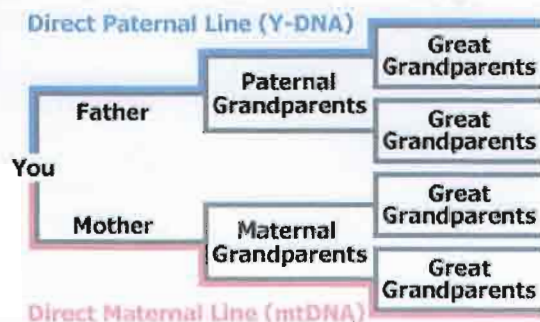 Direct Paternal Line (Y-DNA)
Great
Grandparents
Paternal
Grandparents
Father
Great
Grandparents
You
Great
Grandparents
Mother
Maternal
Grandparents
Great
Grandparents
Direct Maternal Line (mtDNA)